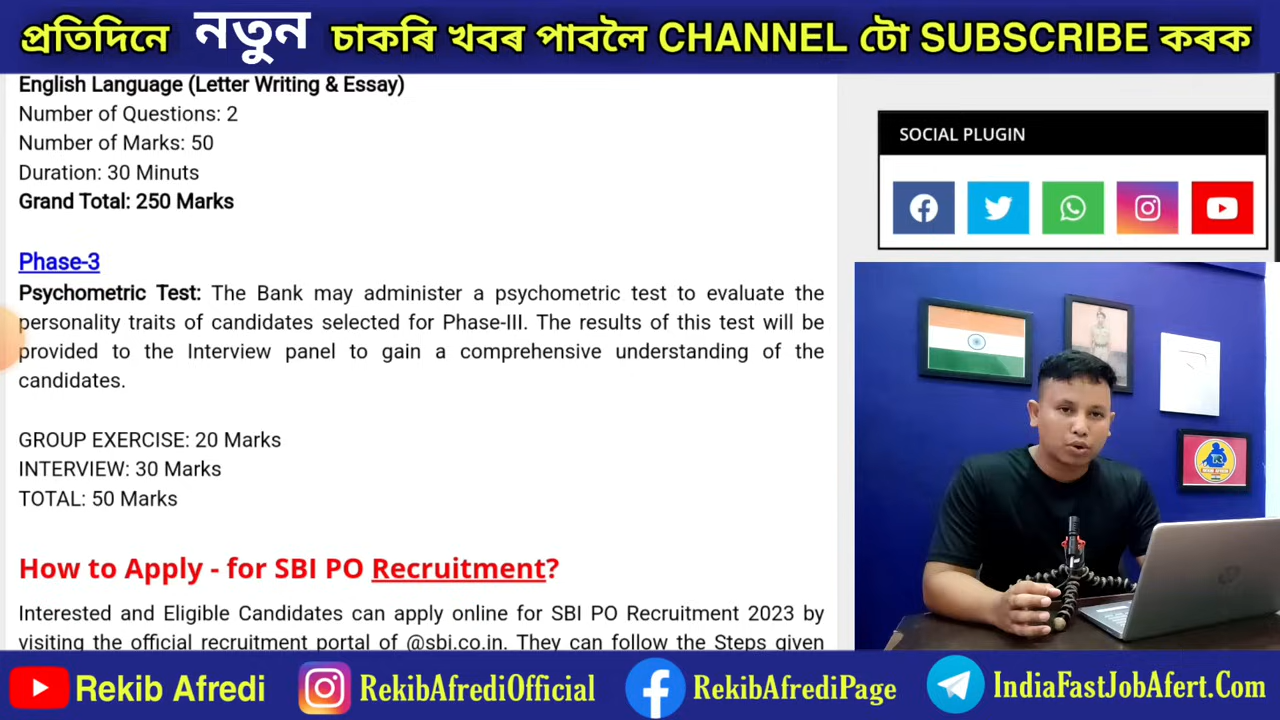 প্ৰতিদিনে নতুন চাকৰি খবৰ পাবলৈ CHANNEL টো SUBSCRIBE কৰক
English Language (Letter Writing & Essay)
Number of Questions: 2
Number of Marks: 50
Duration: 30 Minuts
Grand Total: 250 Marks
Phase-3
Psychometric Test: The Bank may administer a psychometric test to evaluate the
personality traits of candidates selected for Phase-III. The results of this test will be
provided to the Interview panel to gain a comprehensive understanding of the
candidates.
GROUP EXERCISE: 20 Marks
INTERVIEW: 30 Marks
TOTAL: 50 Marks
How to Apply - for SBI PO Recruitment?
Interested and Eligible Candidates can apply online for SBI PO Recruitment 2023 by
visiting the official recruitment portal of @sbi.co.in. They can follow the Steps given
SOCIAL PLUGIN
Rekib Afredi
RekibAfrediOfficial
RekibAfrediPage
IndiaFastJobAfert.Com